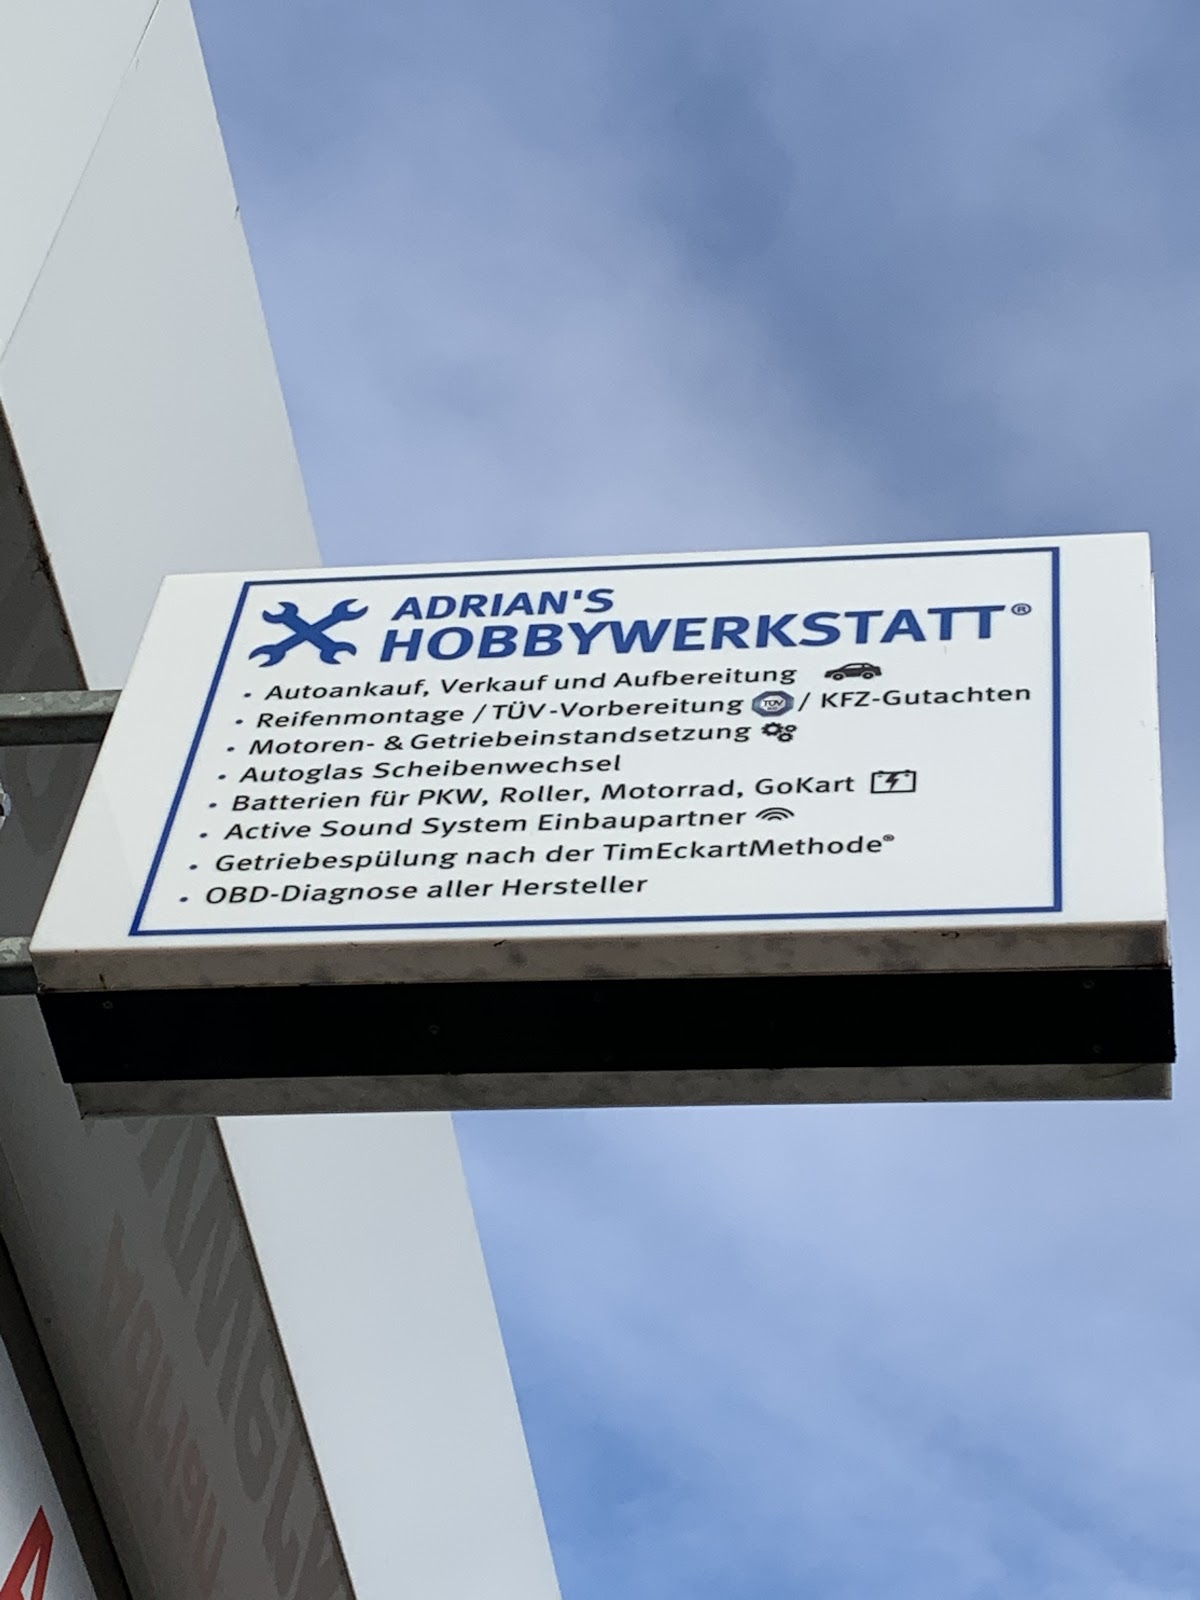 ADRIAN'S
HOBBYWERKSTATT®
• Autoankauf, Verkauf und Aufbereitung
• Reifenmontage / TÜV-Vorbereitung TÜV / KFZ-Gutachten
• Motoren- & Getriebeinstandsetzung
• Autoglas Scheibenwechsel
• Batterien für PKW, Roller, Motorrad, GoKart
• Active Sound System Einbaupartner
• Getriebespülung nach der TimEckartMethode®
• OBD-Diagnose aller Hersteller